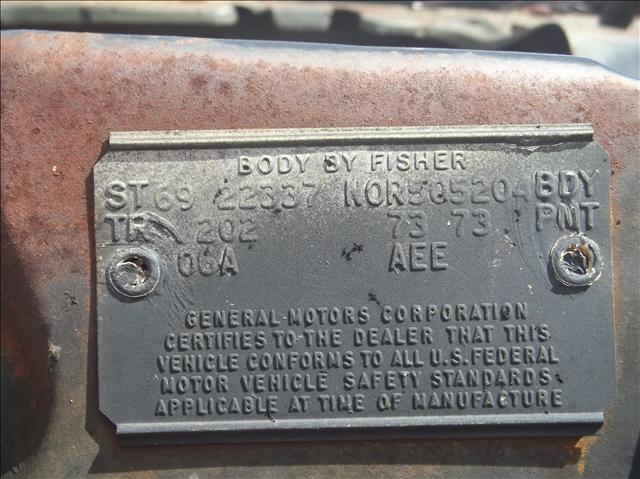 BODY BY FISHER
ST69 22337 NOR505204 BDY
TR 202 73 73 PNT
06A AEE
GENERAL MOTORS CORPORATION
CERTIFIES TO THE DEALER THAT THIS
VEHICLE CONFORMS TO ALL U.S. FEDERAL
MOTOR VEHICLE SAFETY STANDARDS
APPLICABLE AT TIME OF MANUFACTURE